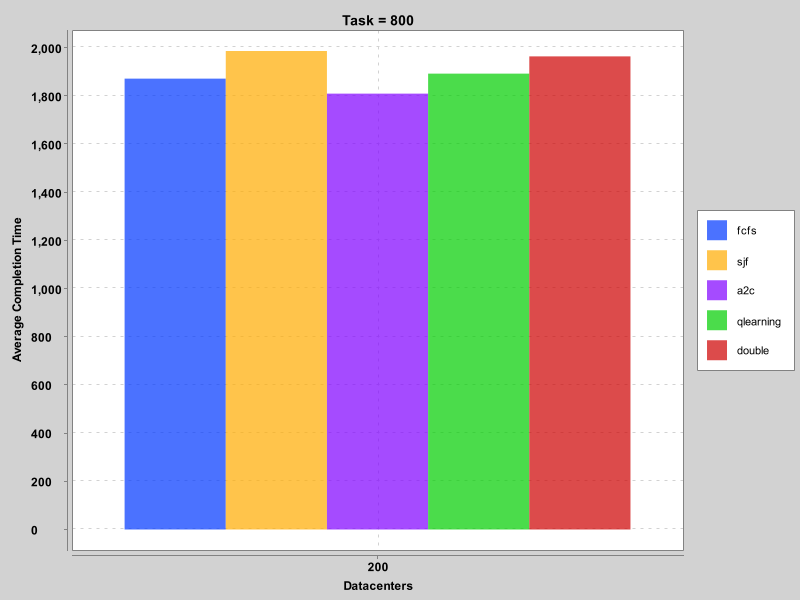 Task = 800
Average Completion Time
2,000
1,800
1,600
1,400
1,200
1,000
800
600
400
200
0
200
Datacenters
fcfs
sjf
a2c
qlearning
double